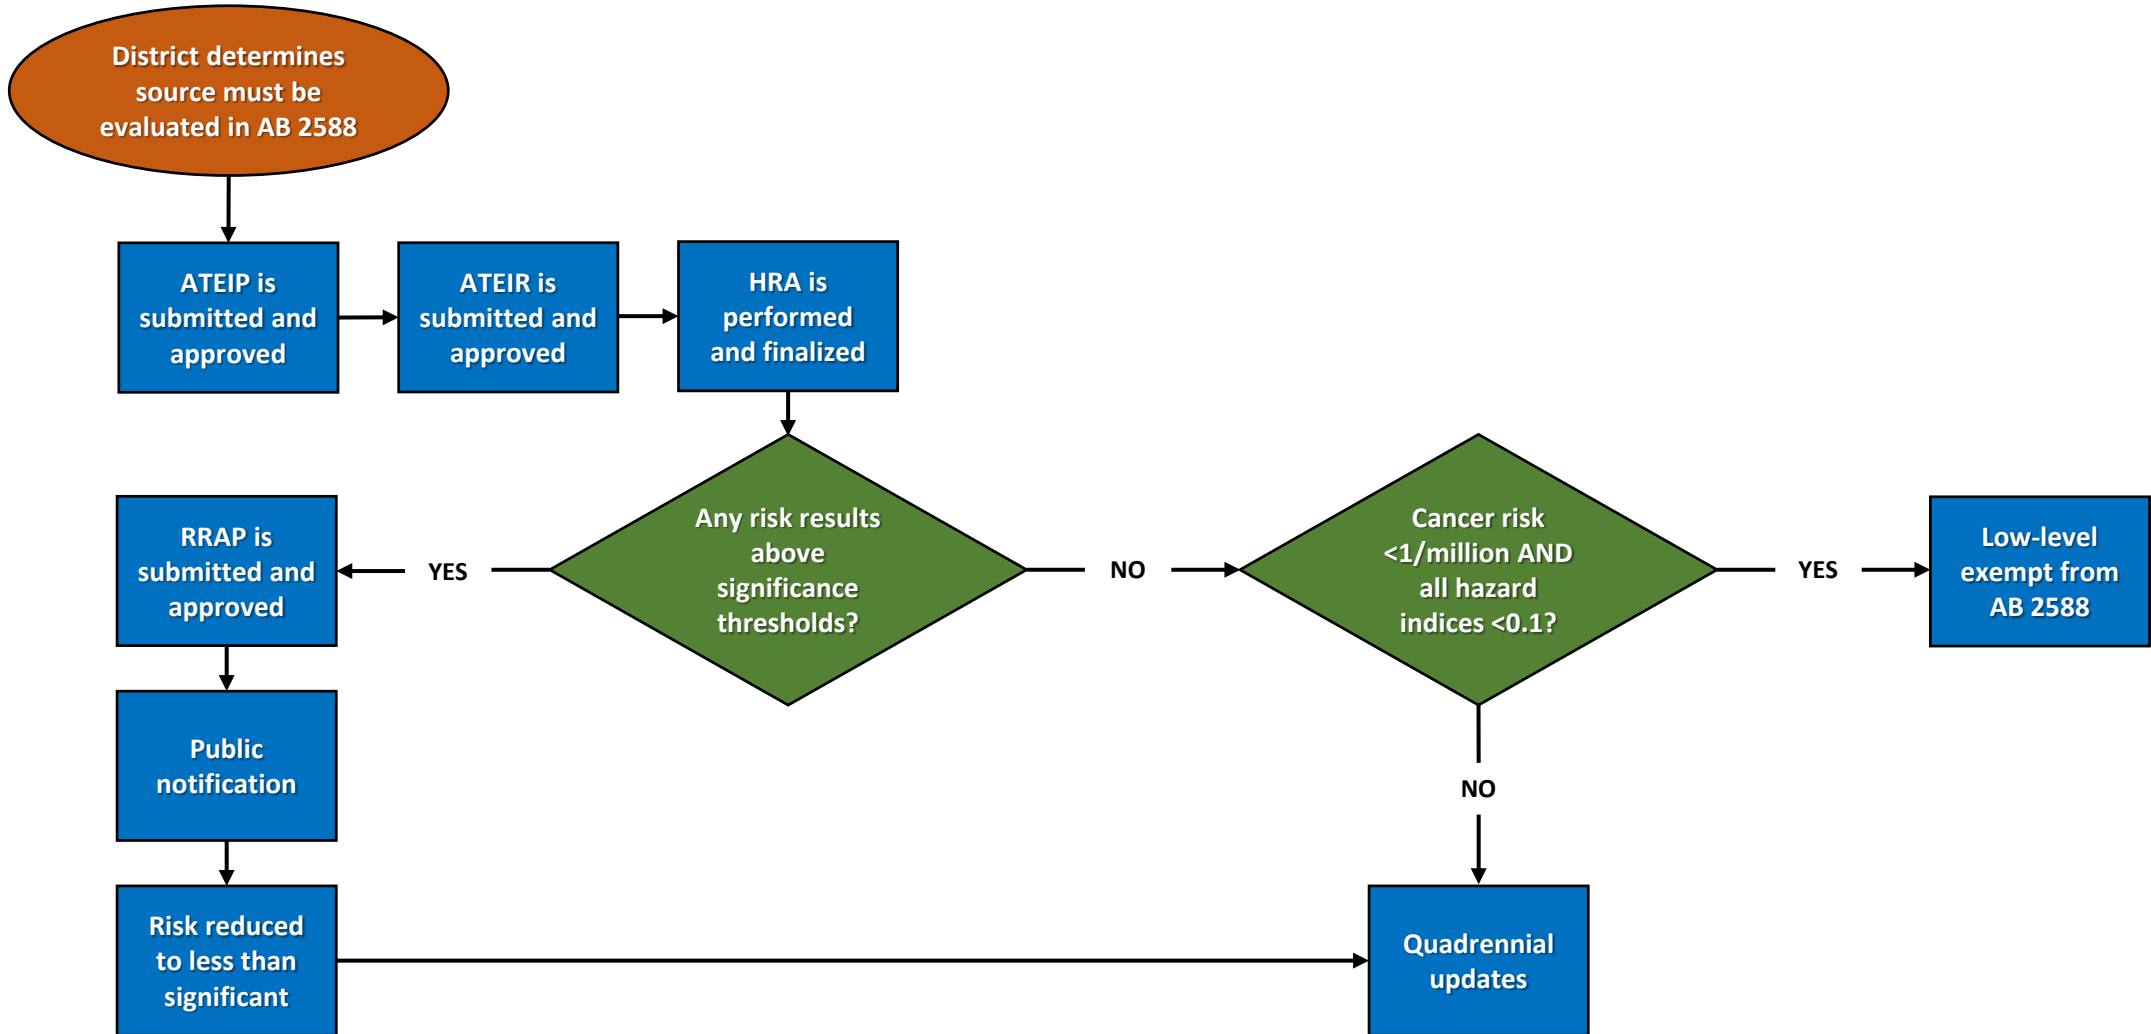 District determines
source must be
evaluated in AB 2588
ATEIP is
submitted and
approved
ATEIR is
submitted and
approved
HRA is
performed
and finalized
Any risk results
above
significance
thresholds?
YES
RRAP is
submitted and
approved
Public
notification
Risk reduced
to less than
significant
NO
Cancer risk
<1/million AND
all hazard
indices <0.1?
YES
Low-level
exempt from
AB 2588
NO
Quadrennial
updates